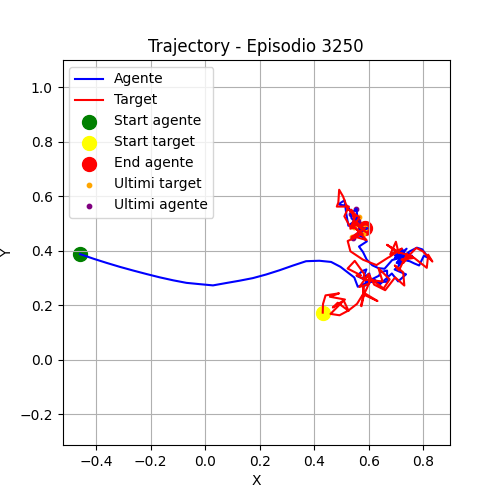 Trajectory - Episodio 3250
Agente
Target
Start agente
Start target
End agente
Ultimi target
Ultimi agente
1.0
0.8
0.6
0.4
0.2
0.0
−0.2
Y
−0.4
−0.2
0.0
0.2
0.4
0.6
0.8
X